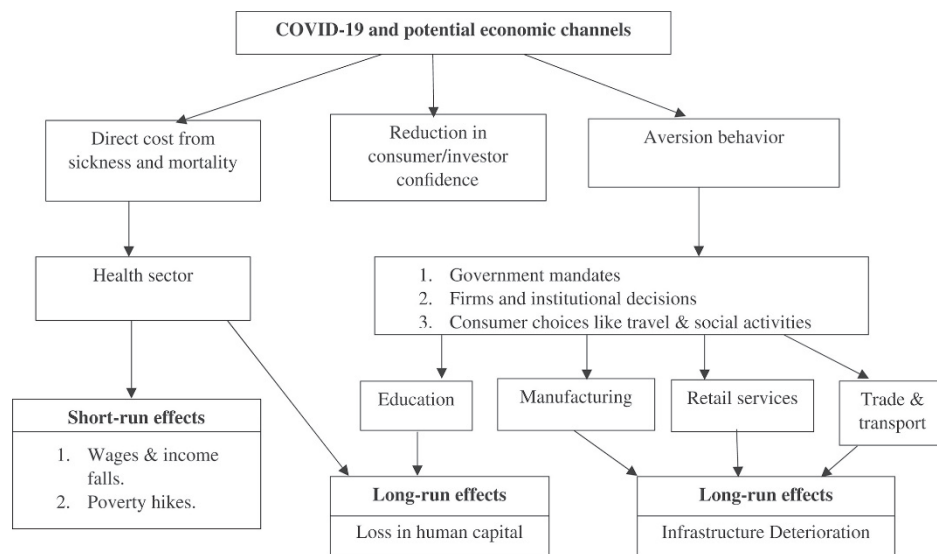 COVID-19 and potential economic channels
Direct cost from
sickness and mortality
Reduction in
consumer/investor
confidence
Aversion behavior
Health sector
1. Government mandates
2. Firms and institutional decisions
3. Consumer choices like travel & social activities
Education
Manufacturing
Retail services
Trade &
transport
Short-run effects
1. Wages & income
falls.
2. Poverty hikes.
Long-run effects
Loss in human capital
Long-run effects
Infrastructure Deterioration